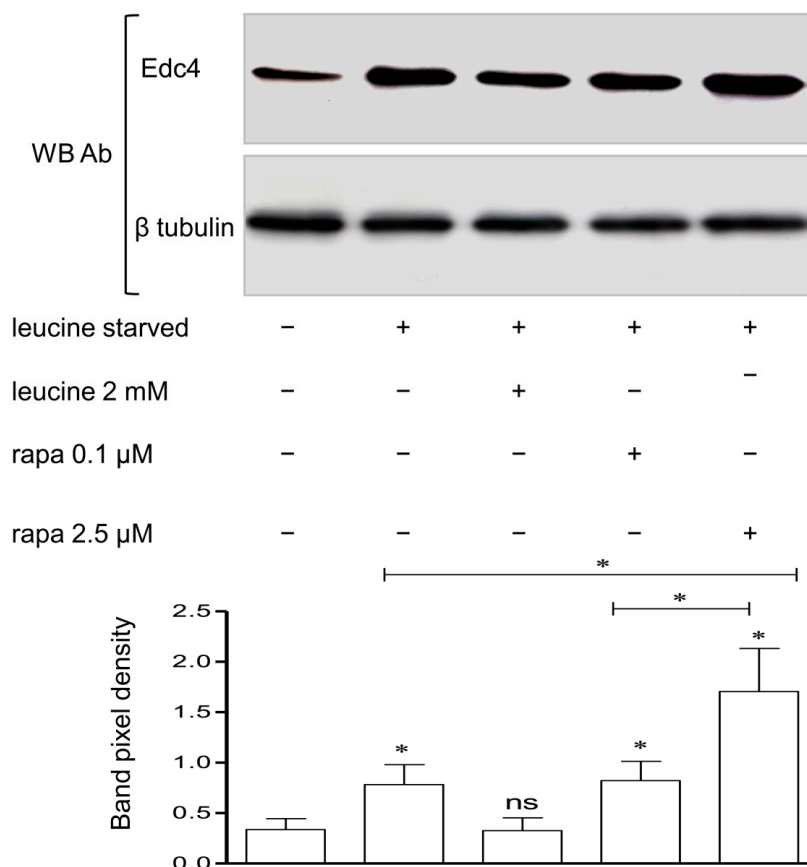 Edc4
WB Ab
β tubulin
leucine starved – + + + +
leucine 2 mM – – + – –
rapa 0.1 μM – – – + –
rapa 2.5 μM – – – – +
*
*
2.5
2.0
1.5
1.0
0.5
0.0
Band pixel density
* ns * *